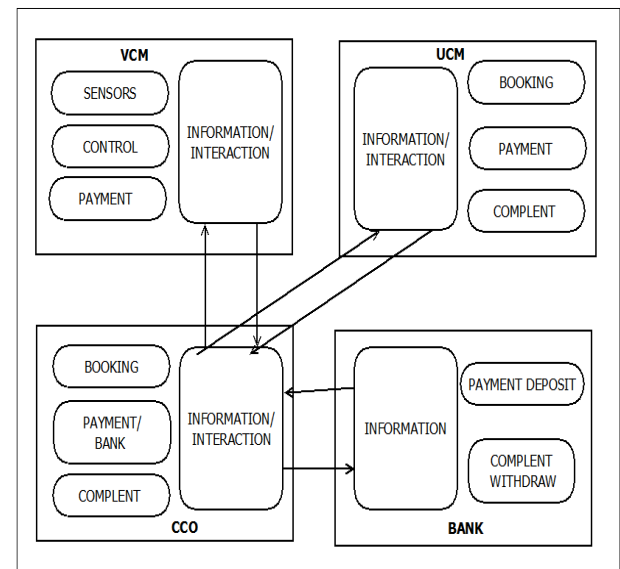 VCM
SENSORS
CONTROL
PAYMENT
INFORMATION/
INTERACTION
UCM
INFORMATION/
INTERACTION
BOOKING
PAYMENT
COMPLENT
BOOKING
PAYMENT/
BANK
COMPLENT
INFORMATION/
INTERACTION
CCO
INFORMATION
PAYMENT DEPOSIT
COMPLENT
WITHDRAW
BANK